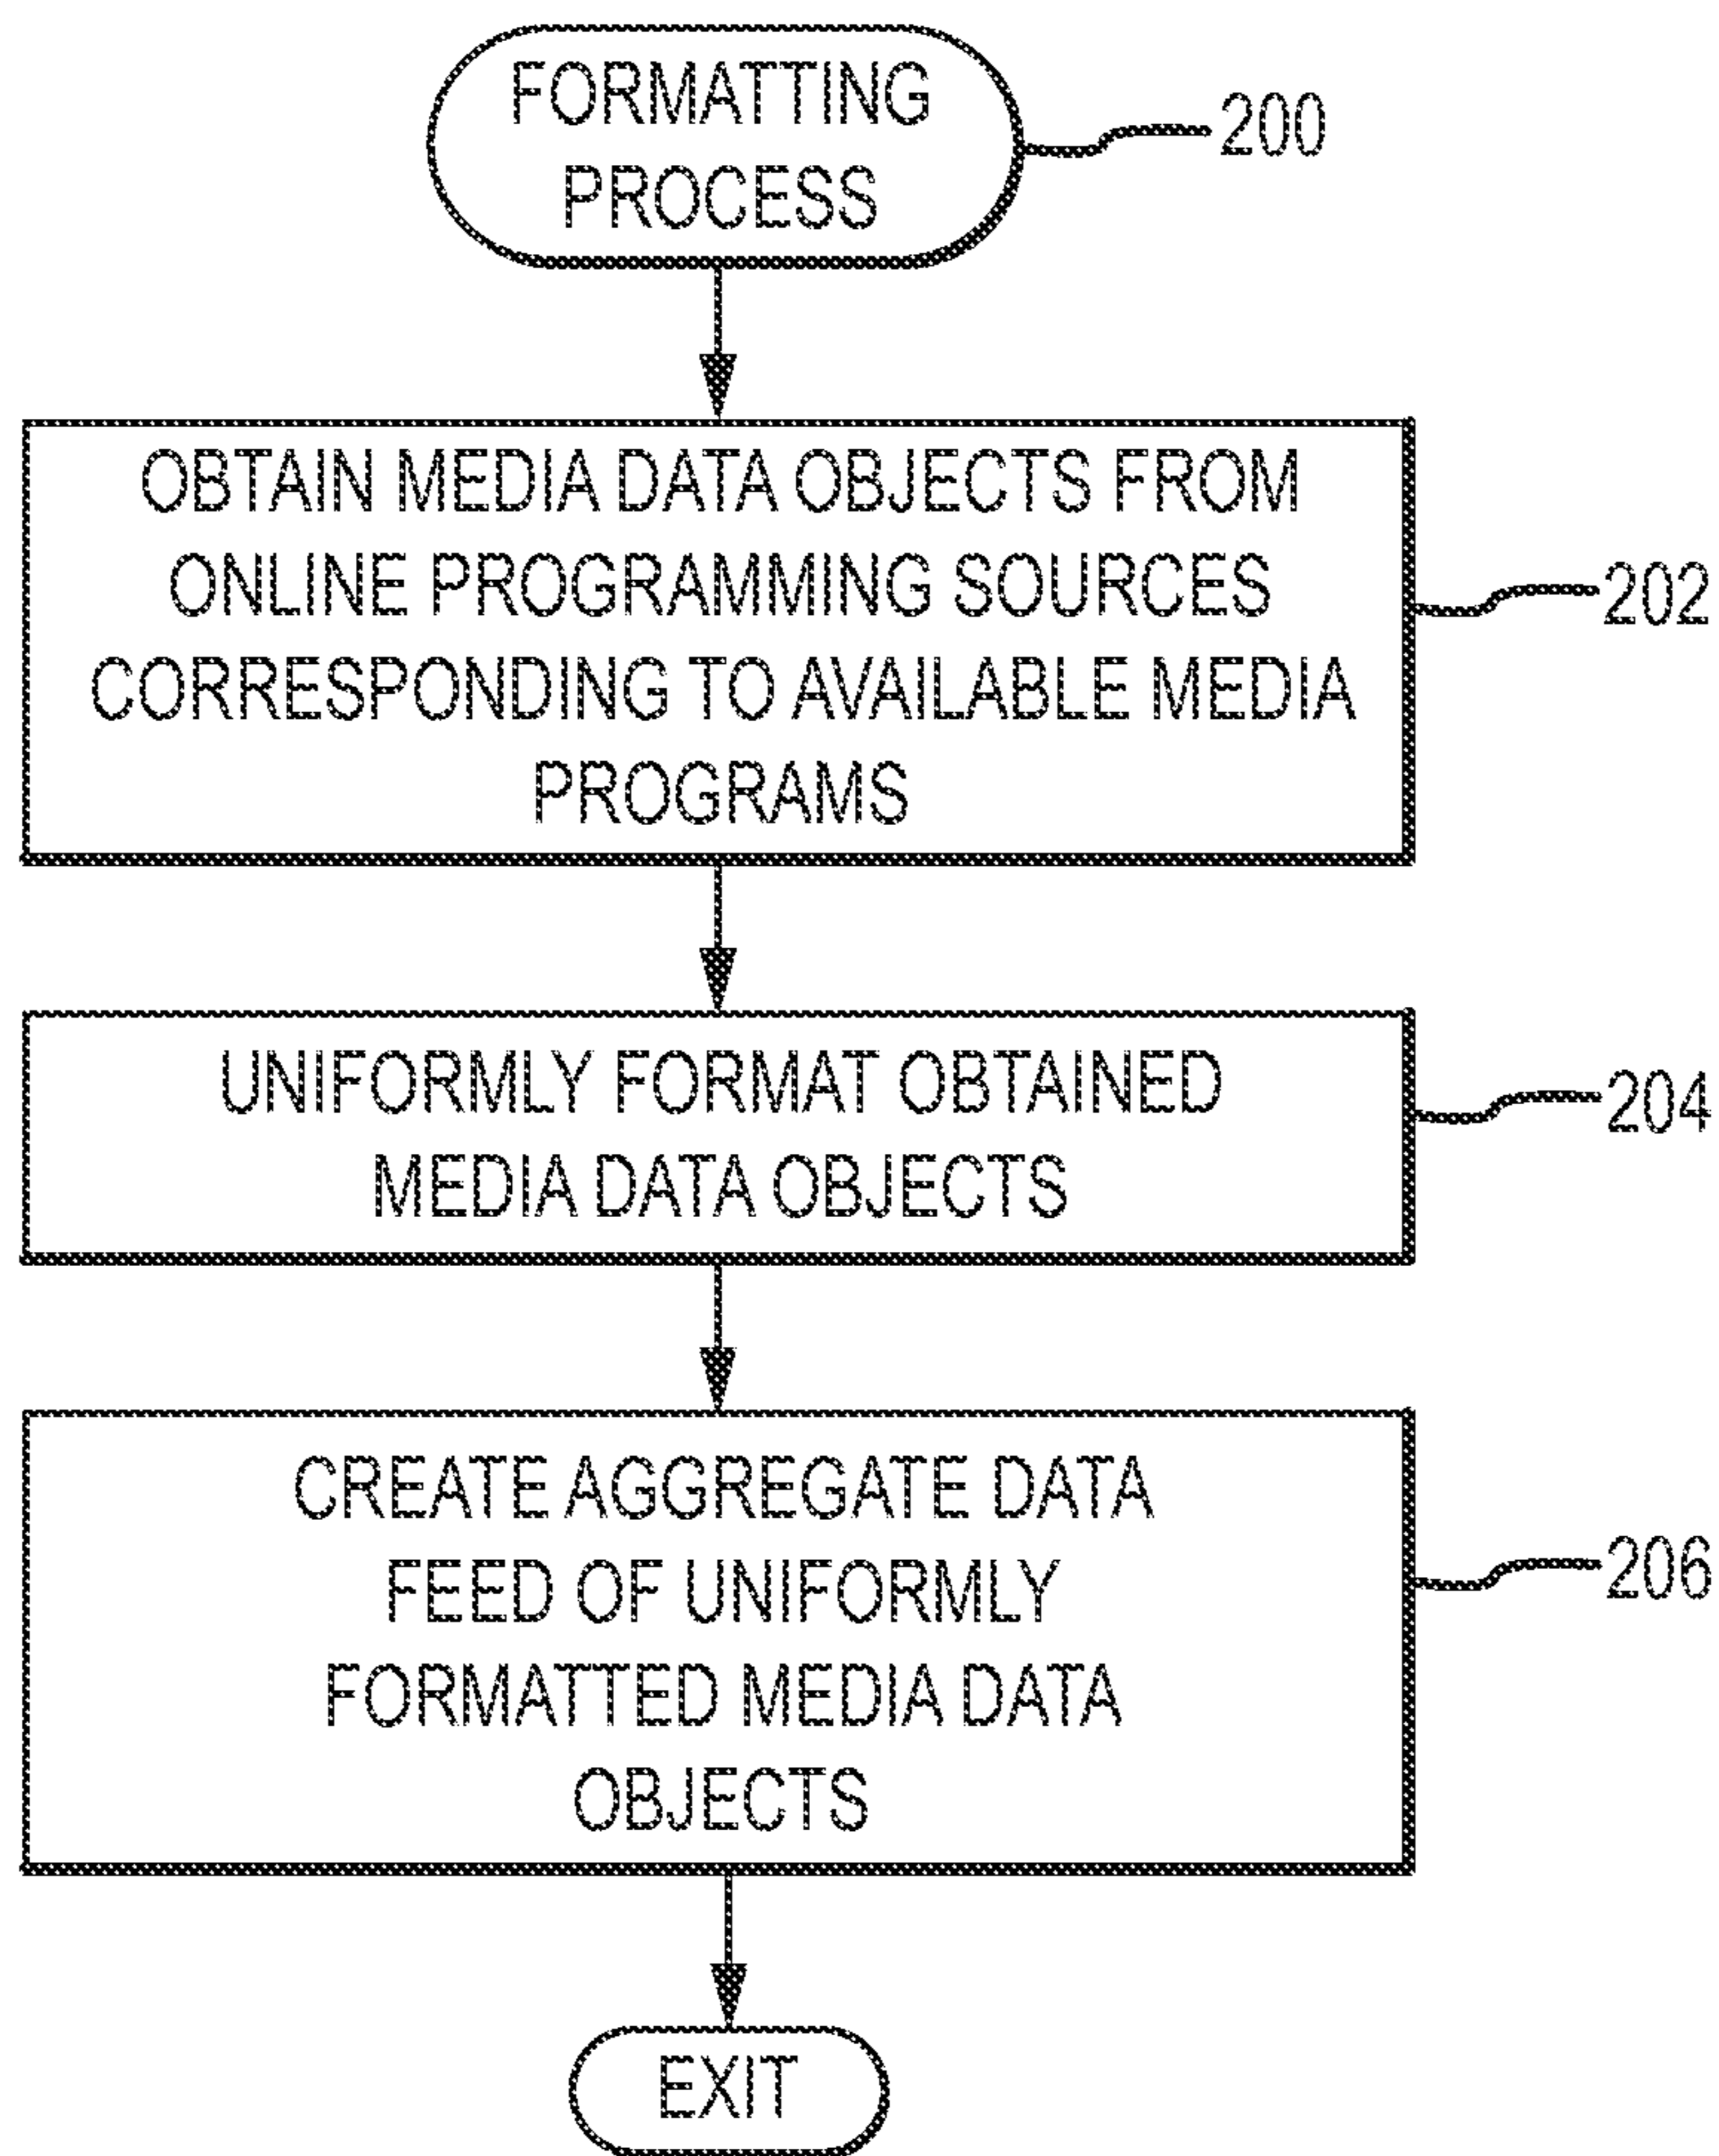 FORMATTING
PROCESS
200
OBTAIN MEDIA DATA OBJECTS FROM
ONLINE PROGRAMMING SOURCES
CORRESPONDING TO AVAILABLE MEDIA
PROGRAMS
202
UNIFORMLY FORMAT OBTAINED
MEDIA DATA OBJECTS
204
CREATE AGGREGATE DATA
FEED OF UNIFORMLY
FORMATTED MEDIA DATA
OBJECTS
206
EXIT